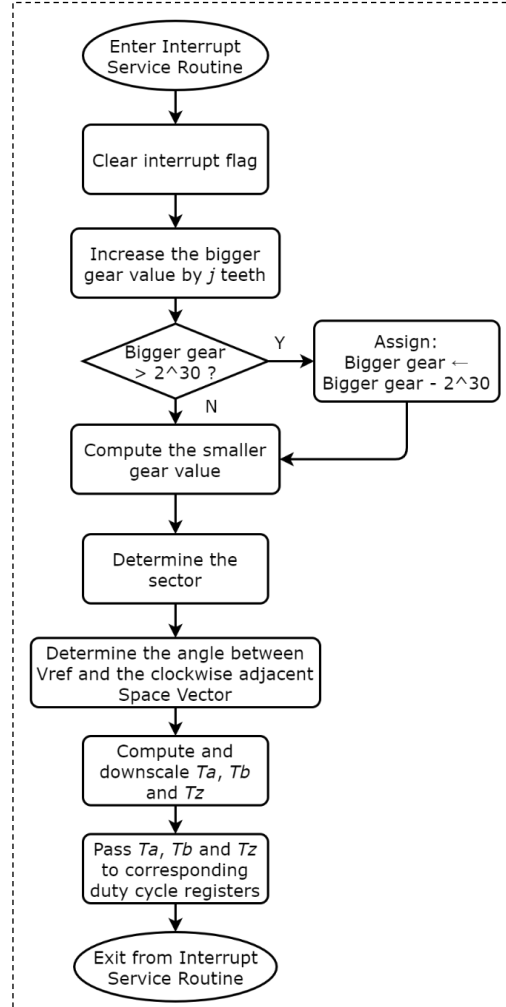 Enter Interrupt
Service Routine
Clear interrupt flag
Increase the bigger
gear value by j teeth
Bigger gear
> 2^30 ?
Y
N
Assign:
Bigger gear ←
Bigger gear - 2^30
Compute the smaller
gear value
Determine the
sector
Determine the angle between
Vref and the clockwise adjacent
Space Vector
Compute and
downscale Ta, Tb
and Tz
Pass Ta, Tb and Tz
to corresponding
duty cycle registers
Exit from Interrupt
Service Routine